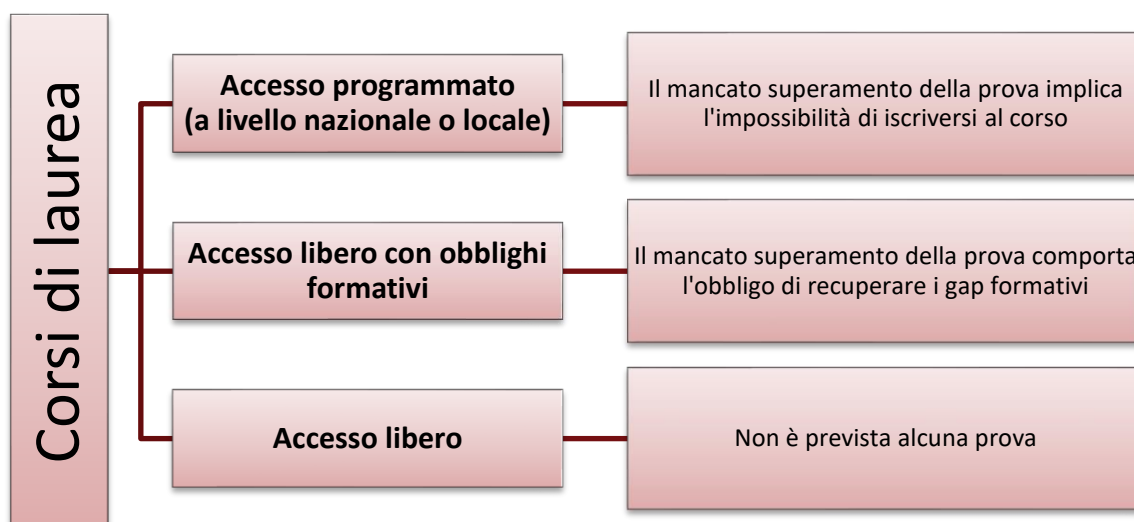 Corsi di laurea
Accesso programmato
(a livello nazionale o locale)
Il mancato superamento della prova implica
l'impossibilità di iscriversi al corso
Accesso libero con obblighi
formativi
Il mancato superamento della prova comporta
l'obbligo di recuperare i gap formativi
Accesso libero
Non è prevista alcuna prova